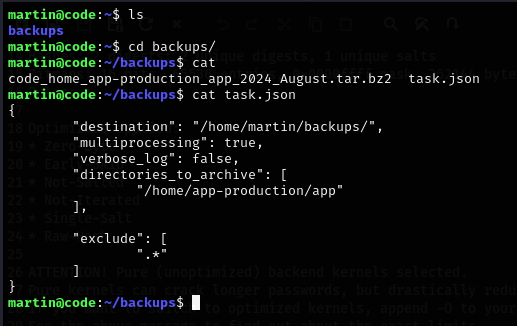 martin@code:~$ ls
backups
martin@code:~$ cd backups/
martin@code:~/backups$ cat
code_home_app-production_app_2024_August.tar.bz2  task.json
martin@code:~/backups$ cat task.json
{
        "destination": "/home/martin/backups/",
        "multiprocessing": true,
        "verbose_log": false,
        "directories_to_archive": [
                "/home/app-production/app"
        ],

        "exclude": [
                ".*"
        ]
}
martin@code:~/backups$